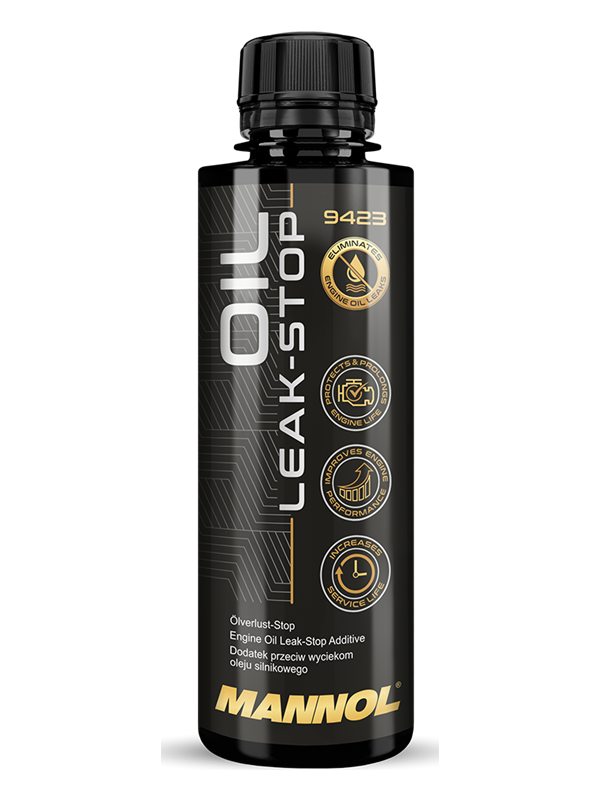 OIL
LEAK-STOP
9423
ELIMINATES
ENGINE OIL LEAKS
PROTECTS & PROLONGS
ENGINE LIFE
IMPROVES ENGINE
PERFORMANCE
INCREASES
SERVICE LIFE
Ölverlust-Stop
Engine Oil Leak-Stop Additive
Dodatek przeciw wyciekom
oleju silnikowego
MANNOL®